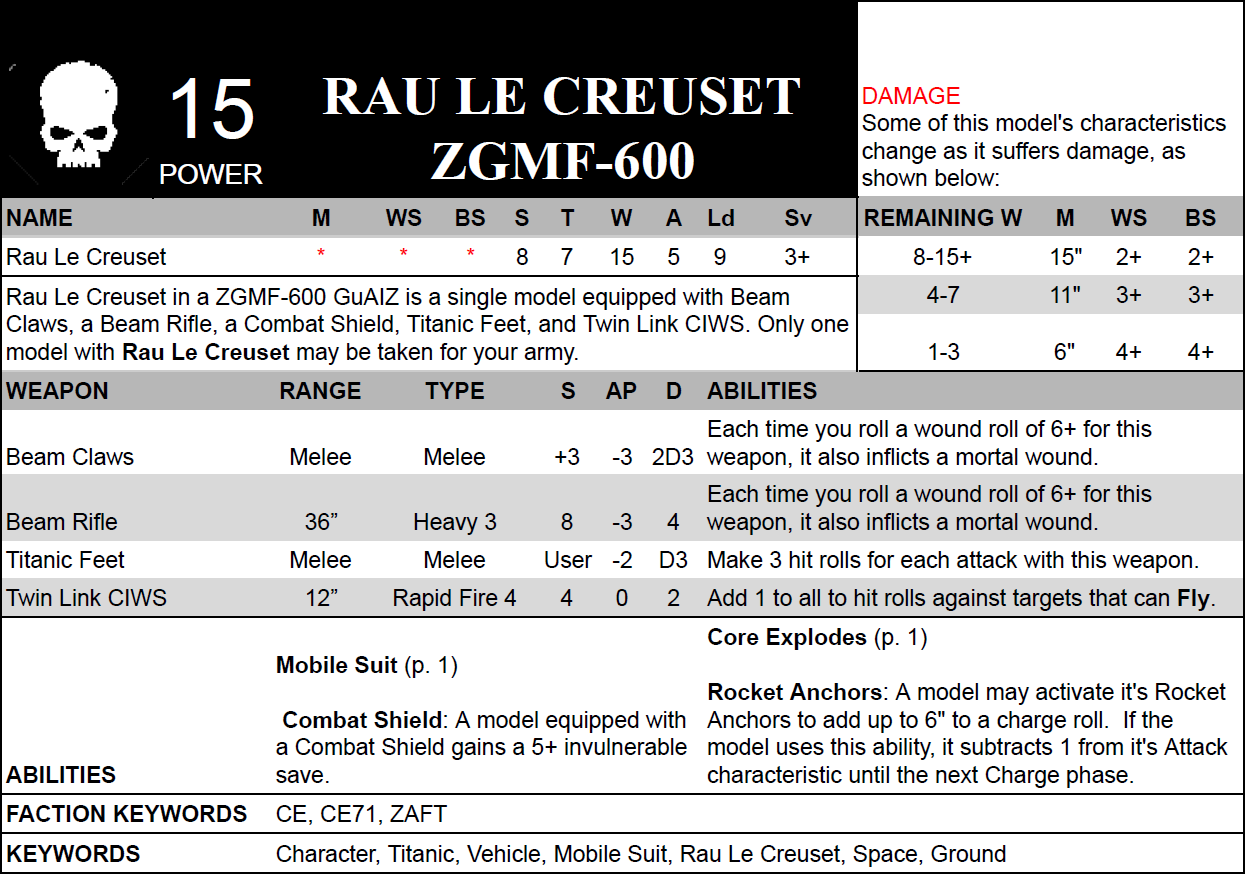 15
POWER
RAU LE CREUSET
ZGMF-600
DAMAGE
Some of this model's characteristics
change as it suffers damage, as
shown below:
NAME M WS BS S T W A Ld Sv
Rau Le Creuset * * * 8 7 15 5 9 3+
REMAINING W M WS BS
8-15+ 15" 2+ 2+
4-7 11" 3+ 3+
1-3 6" 4+ 4+
Rau Le Creuset in a ZGMF-600 GuAIZ is a single model equipped with Beam
Claws, a Beam Rifle, a Combat Shield, Titanic Feet, and Twin Link CIWS. Only one
model with Rau Le Creuset may be taken for your army.
WEAPON RANGE TYPE S AP D ABILITIES
Each time you roll a wound roll of 6+ for this
Beam Claws Melee Melee +3 -3 2D3 weapon, it also inflicts a mortal wound.
Each time you roll a wound roll of 6+ for this
Beam Rifle 36” Heavy 3 8 -3 4 weapon, it also inflicts a mortal wound.
Titanic Feet Melee Melee User -2 D3 Make 3 hit rolls for each attack with this weapon.
Twin Link CIWS 12” Rapid Fire 4 4 0 2 Add 1 to all to hit rolls against targets that can Fly.
ABILITIES
Mobile Suit (p. 1)
Combat Shield: A model equipped with
a Combat Shield gains a 5+ invulnerable
save.
Core Explodes (p. 1)
Rocket Anchors: A model may activate it's Rocket
Anchors to add up to 6" to a charge roll.  If the
model uses this ability, it subtracts 1 from it's Attack
characteristic until the next Charge phase.
FACTION KEYWORDS CE, CE71, ZAFT
KEYWORDS Character, Titanic, Vehicle, Mobile Suit, Rau Le Creuset, Space, Ground